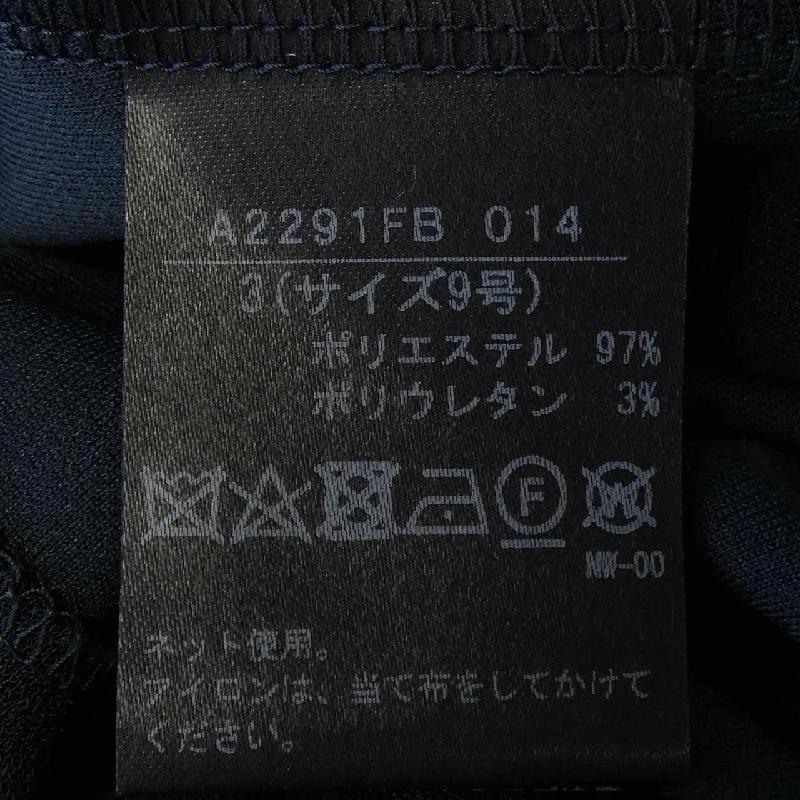 A2291FB 014
3(サイズ9号)
ポリエステル 97%
ポリウレタン 3%
F
W
NW-00
ネット使用。
アイロンは、当て布をしてかけて
ください。